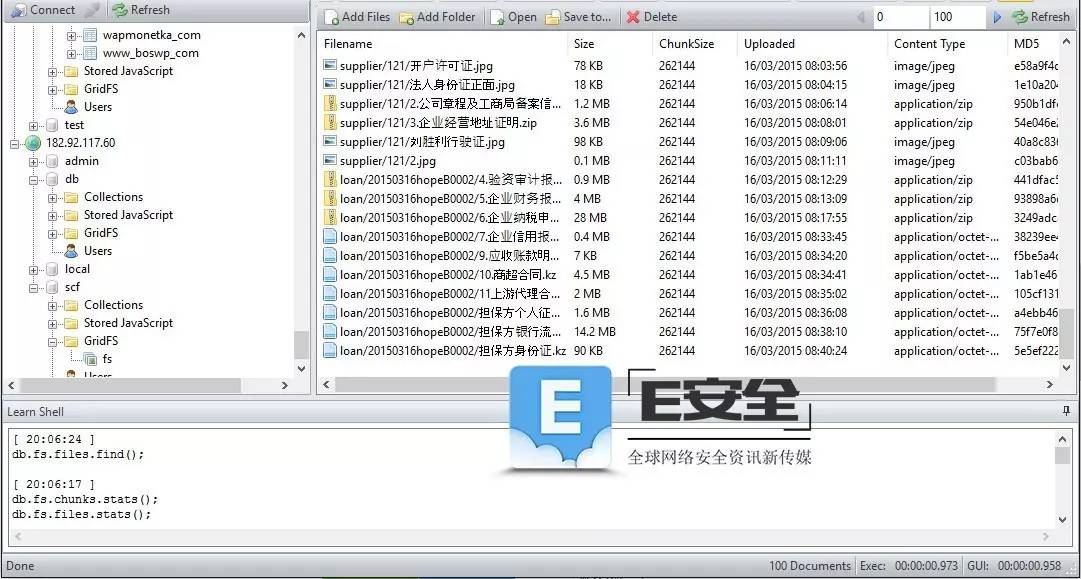 Connect Refresh
Add Files Add Folder Open Save to... Delete 0 100 Refresh
wapmonetka_com
www_boswp_com
Stored JavaScript
GridFS
Users
test
182.92.117.60
admin
db
Collections
Stored JavaScript
GridFS
Users
local
scf
Collections
Stored JavaScript
GridFS
fs
Users
Filename Size ChunkSize Uploaded Content Type MD5
supplier/121/开户许可证.jpg 78 KB 262144 16/03/2015 08:03:56 image/jpeg e58a9f4c
supplier/121/法人身份证正面.jpg 18 KB 262144 16/03/2015 08:04:15 image/jpeg 1e10a204
supplier/121/2.公司章程及工商局备案信... 1.2 MB 262144 16/03/2015 08:06:14 application/zip 950b1df
supplier/121/3.企业经营地址证明.zip 3.6 MB 262144 16/03/2015 08:08:01 application/zip 54e046e
supplier/121/刘胜利行驶证.jpg 98 KB 262144 16/03/2015 08:09:06 image/jpeg 40a8c83
supplier/121/2.jpg 0.1 MB 262144 16/03/2015 08:11:11 image/jpeg c03bab6
loan/20150316hopeB0002/4.验资审计报... 0.9 MB 262144 16/03/2015 08:12:29 application/zip 441dfac
loan/20150316hopeB0002/5.企业财务报... 4 MB 262144 16/03/2015 08:13:09 application/zip 93898a
loan/20150316hopeB0002/6.企业纳税申... 28 MB 262144 16/03/2015 08:17:55 application/zip 3249adc
loan/20150316hopeB0002/7.企业信用报... 0.4 MB 262144 16/03/2015 08:33:45 application/octet-... 38239ee
loan/20150316hopeB0002/9.应收账款明... 7 KB 262144 16/03/2015 08:34:20 application/octet-... f5be5a4
loan/20150316hopeB0002/10.商超合同.kz 4.5 MB 262144 16/03/2015 08:34:41 application/octet-... 1ab1e46
loan/20150316hopeB0002/11上游代理合... 2 MB 262144 16/03/2015 08:35:02 application/octet-... 105cf131
loan/20150316hopeB0002/担保方个人征... 1.6 MB 262144 16/03/2015 08:36:08 application/octet-... a4ebb46
loan/20150316hopeB0002/担保方银行流... 14.2 MB 262144 16/03/2015 08:38:10 application/octet-... 75f7e0f8
loan/20150316hopeB0002/担保方身份证.kz 90 KB 262144 16/03/2015 08:40:24 application/octet-... 5e5ef222
E
E安全
全球网络安全资讯新传媒
Learn Shell
[ 20:06:24 ]
db.fs.files.find();
[ 20:06:17 ]
db.fs.chunks.stats();
db.fs.files.stats();
Done 100 Documents Exec: 00:00:00.973 GUI: 00:00:00.958